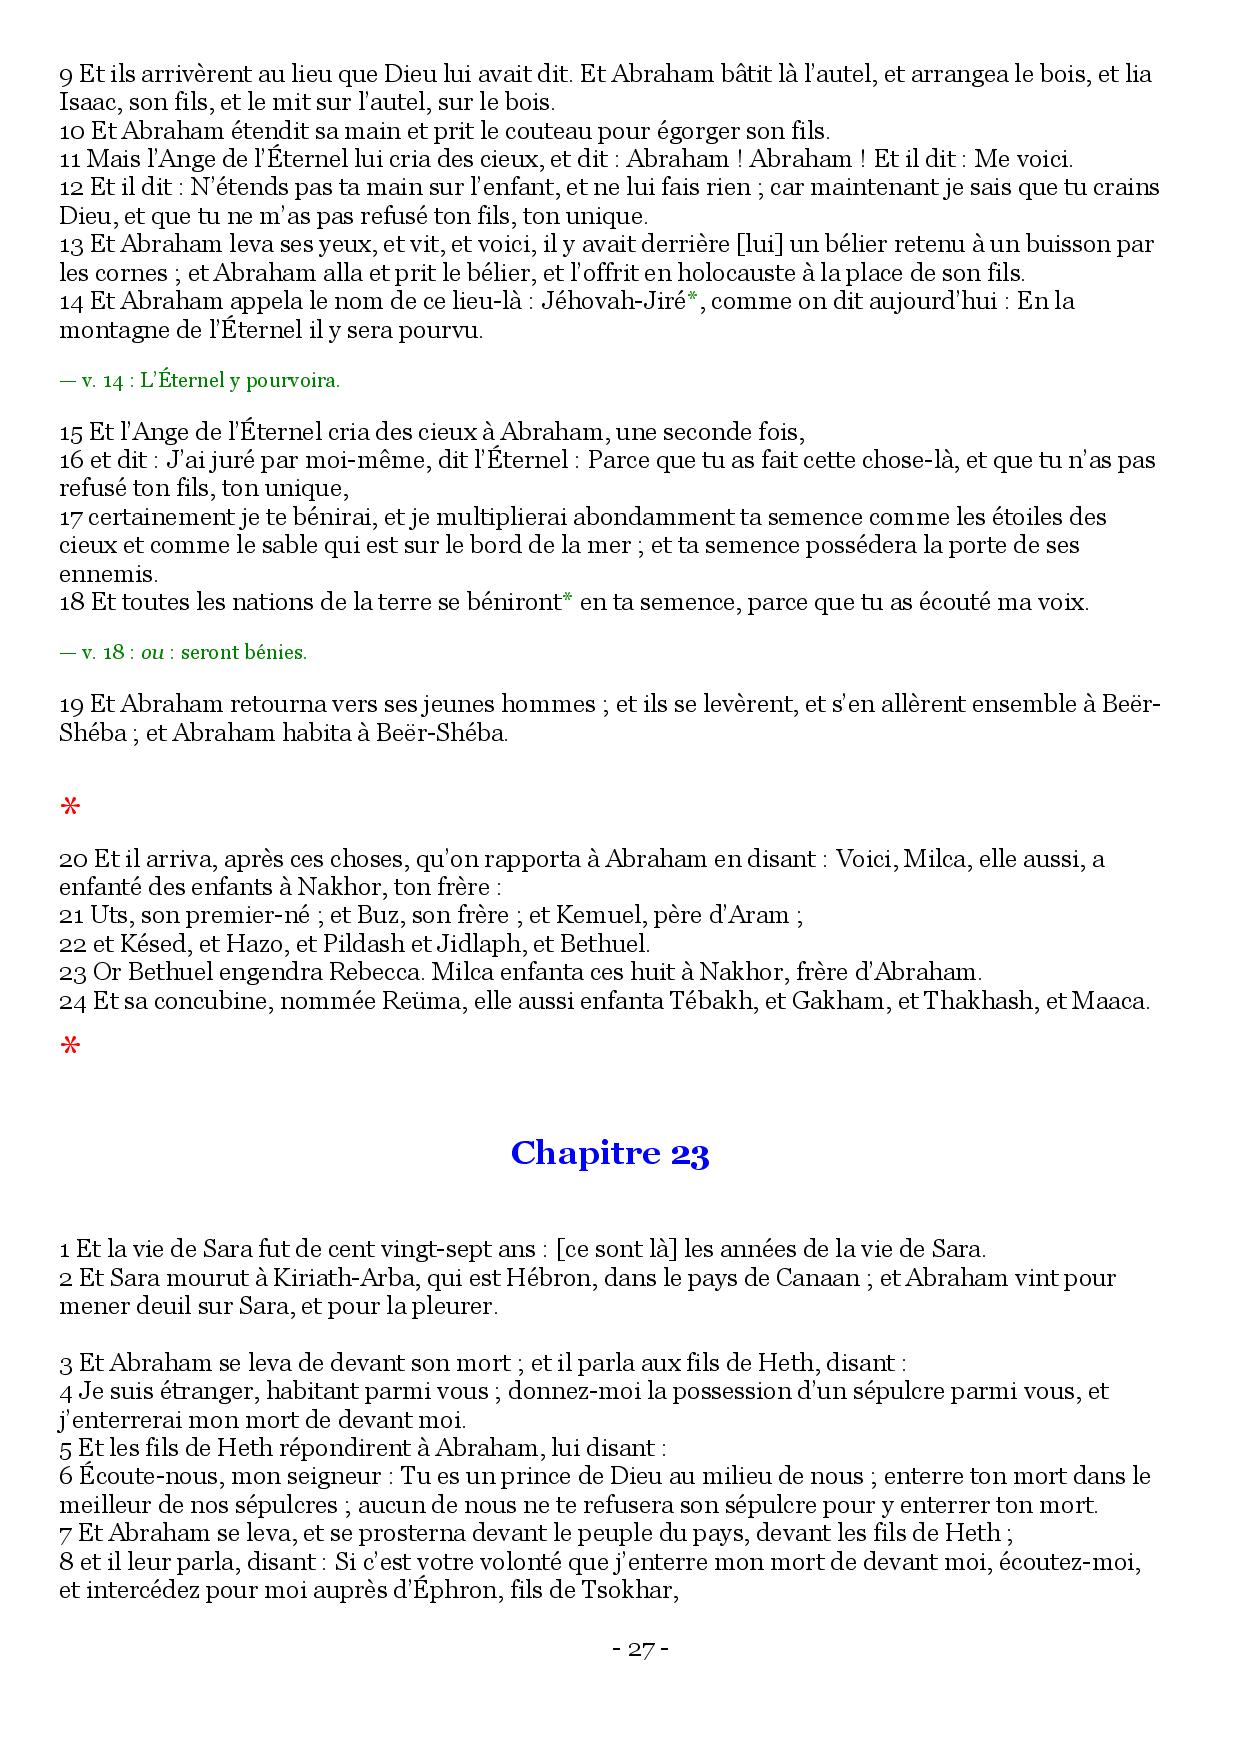 9 Et ils arrivèrent au lieu que Dieu lui avait dit. Et Abraham bâtit là l’autel, et arrangea le bois, et lia
Isaac, son fils, et le mit sur l’autel, sur le bois.
10 Et Abraham étendit sa main et prit le couteau pour égorger son fils.
11 Mais l’Ange de l’Éternel lui cria des cieux, et dit : Abraham ! Abraham ! Et il dit : Me voici.
12 Et il dit : N’étends pas ta main sur l’enfant, et ne lui fais rien ; car maintenant je sais que tu crains
Dieu, et que tu ne m’as pas refusé ton fils, ton unique.
13 Et Abraham leva ses yeux, et vit, et voici, il y avait derrière [lui] un bélier retenu à un buisson par
les cornes ; et Abraham alla et prit le bélier, et l’offrit en holocauste à la place de son fils.
14 Et Abraham appela le nom de ce lieu-là : Jéhovah-Jiré*, comme on dit aujourd’hui : En la
montagne de l’Éternel il y sera pourvu.
— v. 14 : L’Éternel y pourvoira.
15 Et l’Ange de l’Éternel cria des cieux à Abraham, une seconde fois,
16 et dit : J’ai juré par moi-même, dit l’Éternel : Parce que tu as fait cette chose-là, et que tu n’as pas
refusé ton fils, ton unique,
17 certainement je te bénirai, et je multiplierai abondamment ta semence comme les étoiles des
cieux et comme le sable qui est sur le bord de la mer ; et ta semence possédera la porte de ses
ennemis.
18 Et toutes les nations de la terre se béniront* en ta semence, parce que tu as écouté ma voix.
— v. 18 : ou : seront bénies.
19 Et Abraham retourna vers ses jeunes hommes ; et ils se levèrent, et s’en allèrent ensemble à Beër-
Shéba ; et Abraham habita à Beër-Shéba.
*
20 Et il arriva, après ces choses, qu’on rapporta à Abraham en disant : Voici, Milca, elle aussi, a
enfanté des enfants à Nakhor, ton frère :
21 Uts, son premier-né ; et Buz, son frère ; et Kemuel, père d’Aram ;
22 et Késed, et Hazo, et Pildash et Jidlaph, et Bethuel.
23 Or Bethuel engendra Rebecca. Milca enfanta ces huit à Nakhor, frère d’Abraham.
24 Et sa concubine, nommée Reüma, elle aussi enfanta Tébakh, et Gakham, et Thakhash, et Maaca.
*
Chapitre 23
1 Et la vie de Sara fut de cent vingt-sept ans : [ce sont là] les années de la vie de Sara.
2 Et Sara mourut à Kiriath-Arba, qui est Hébron, dans le pays de Canaan ; et Abraham vint pour
mener deuil sur Sara, et pour la pleurer.
3 Et Abraham se leva de devant son mort ; et il parla aux fils de Heth, disant :
4 Je suis étranger, habitant parmi vous ; donnez-moi la possession d’un sépulcre parmi vous, et
j’enterrerai mon mort de devant moi.
5 Et les fils de Heth répondirent à Abraham, lui disant :
6 Écoute-nous, mon seigneur : Tu es un prince de Dieu au milieu de nous ; enterre ton mort dans le
meilleur de nos sépulcres ; aucun de nous ne te refusera son sépulcre pour y enterrer ton mort.
7 Et Abraham se leva, et se prosterna devant le peuple du pays, devant les fils de Heth ;
8 et il leur parla, disant : Si c’est votre volonté que j’enterre mon mort de devant moi, écoutez-moi,
et intercédez pour moi auprès d’Éphron, fils de Tsokhar,
- 27 -